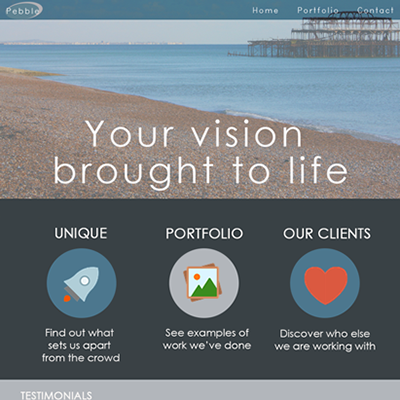 Pebble
Home Portfolio Contact
Your vision
brought to life
UNIQUE
Find out what
sets us apart
from the crowd
PORTFOLIO
See examples of
work we've done
OUR CLIENTS
Discover who else
we are working with
TESTIMONIALS